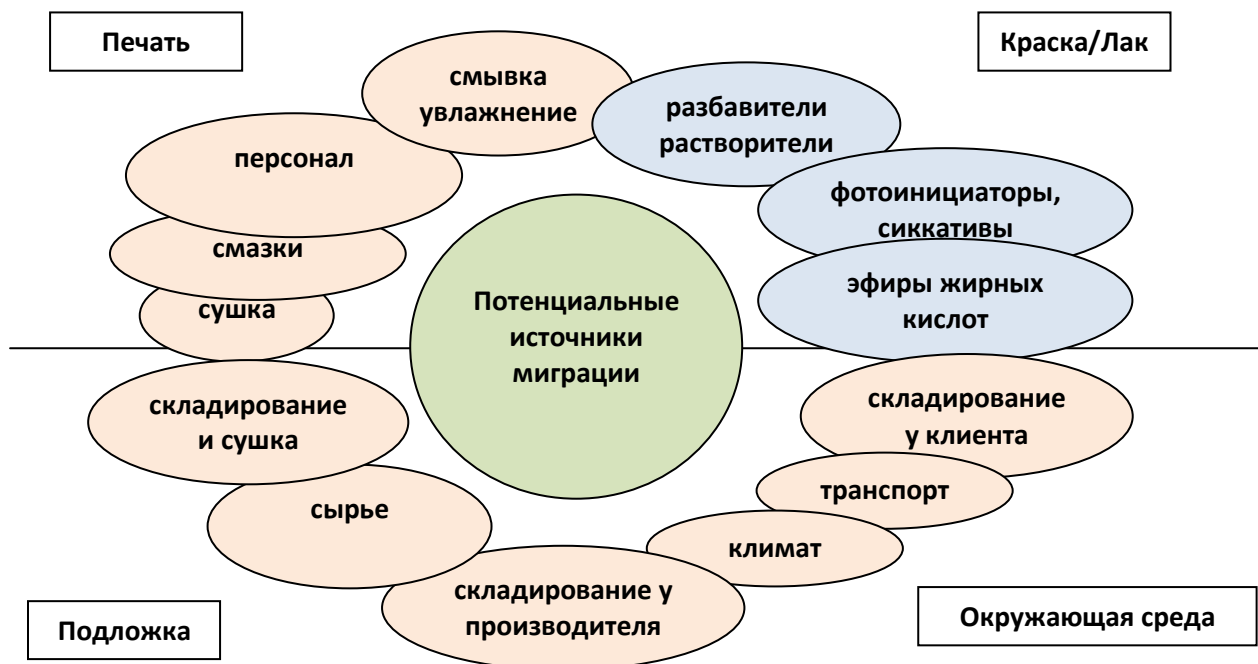 Печать
Краска/Лак
смывка
увлажнение
разбавители
растворители
персонал
фотоинициаторы,
сиккативы
смазки
эфиры жирных
кислот
сушка
Потенциальные
источники
миграции
складирование
и сушка
складирование
у клиента
сырье
транспорт
климат
складирование у
производителя
Подложка
Окружающая среда